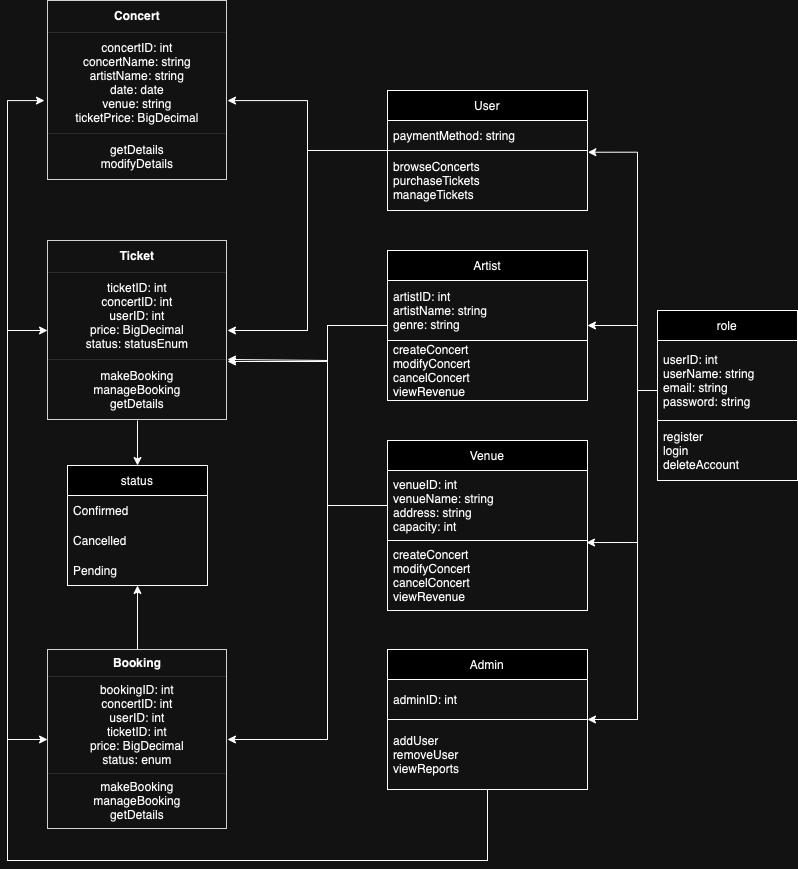 Concert
concertID: int
concertName: string
artistName: string
date: date
venue: string
ticketPrice: BigDecimal
getDetails
modifyDetails
User
paymentMethod: string
browseConcerts
purchaseTickets
manageTickets
Ticket
ticketID: int
concertID: int
userID: int
price: BigDecimal
status: statusEnum
makeBooking
manageBooking
getDetails
Artist
artistID: int
artistName: string
genre: string
createConcert
modifyConcert
cancelConcert
viewRevenue
role
userID: int
userName: string
email: string
password: string
register
login
deleteAccount
status
Confirmed
Cancelled
Pending
Venue
venueID: int
venueName: string
address: string
capacity: int
createConcert
modifyConcert
cancelConcert
viewRevenue
Booking
bookingID: int
concertID: int
userID: int
ticketID: int
price: BigDecimal
status: enum
makeBooking
manageBooking
getDetails
Admin
adminID: int
addUser
removeUser
viewReports